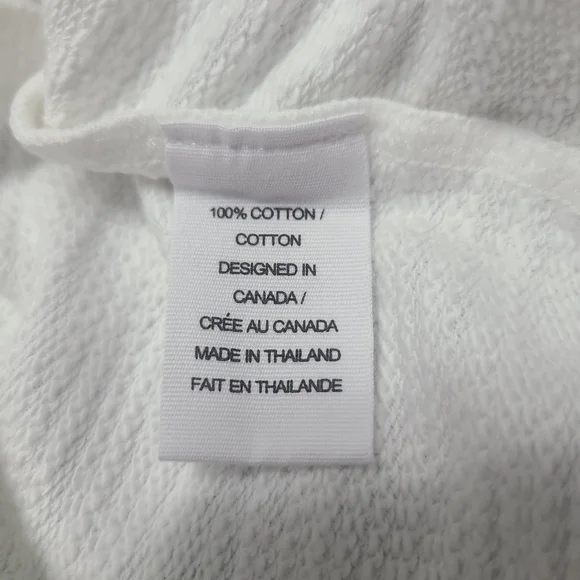 100% COTTON /
COTTON
DESIGNED IN
CANADA /
CRÉE AU CANADA
MADE IN THAILAND
FAIT EN THAILANDE